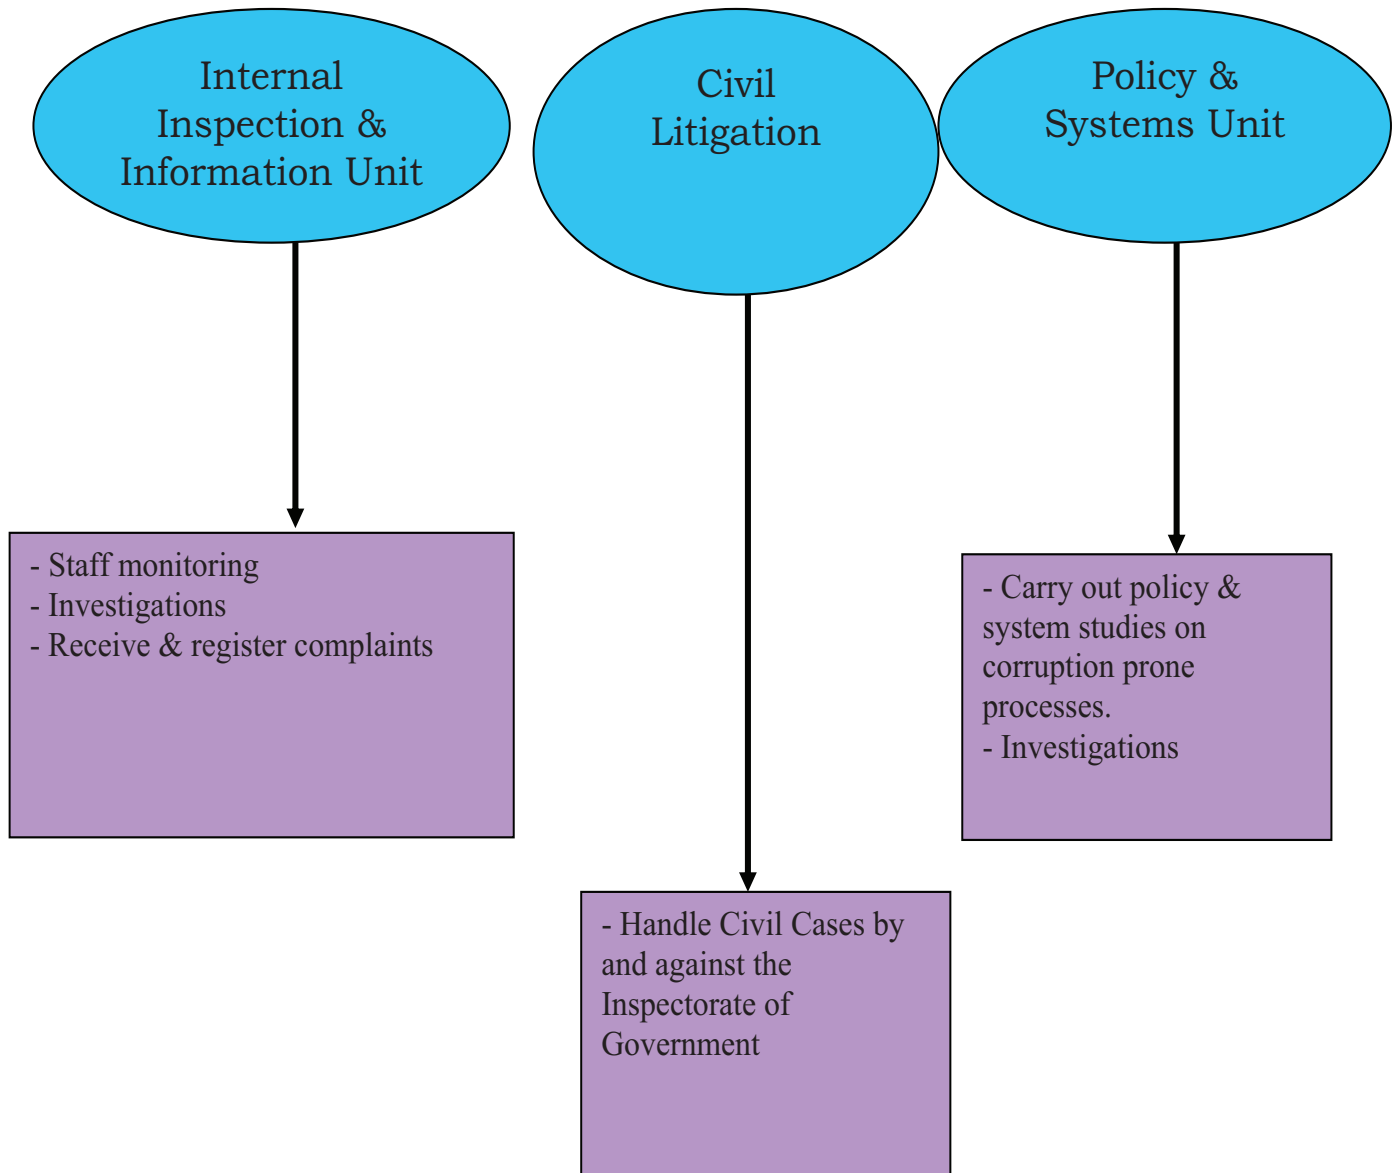 Internal
Inspection &
Information Unit
Civil
Litigation
Policy &
Systems Unit
- Staff monitoring
- Investigations
- Receive & register complaints
- Carry out policy &
system studies on
corruption prone
processes.
- Investigations
- Handle Civil Cases by
and against the
Inspectorate of
Government